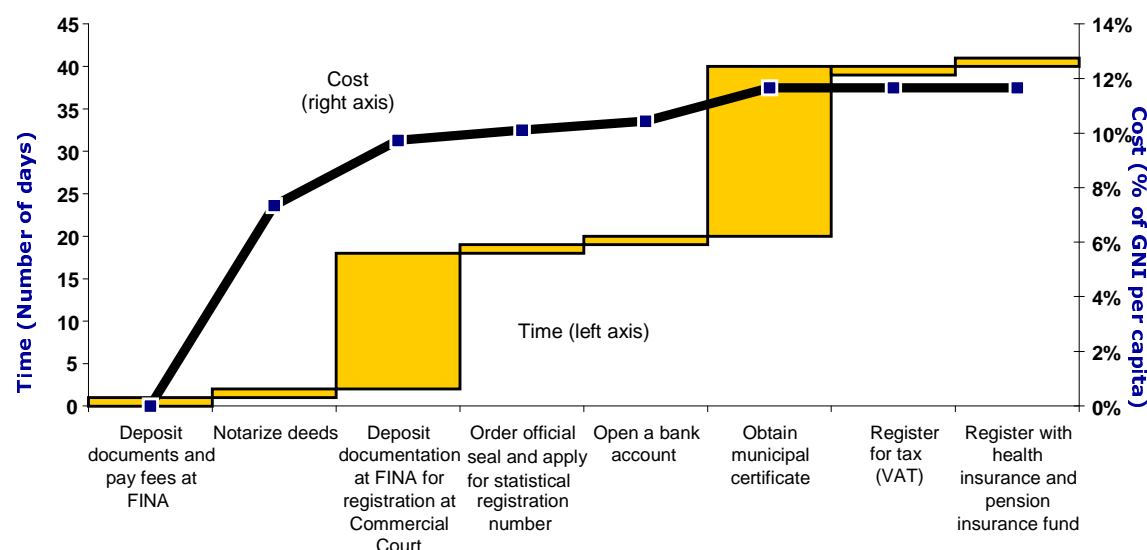 45
40
35
30
25
20
15
10
5
0
Time (Number of days)
14%
12%
10%
8%
6%
4%
2%
0%
Cost (% of GNI per capita)
Cost
(right axis)
Time (left axis)
Deposit
documents and
pay fees at
FINA
Notarize deeds
Deposit
documentation
at FINA for
registration at
Commercial
Court
Order official
seal and apply
for statistical
registration
number
Open a bank
account
Obtain
municipal
certificate
Register
for tax
(VAT)
Register with
health
insurance and
pension
insurance fund